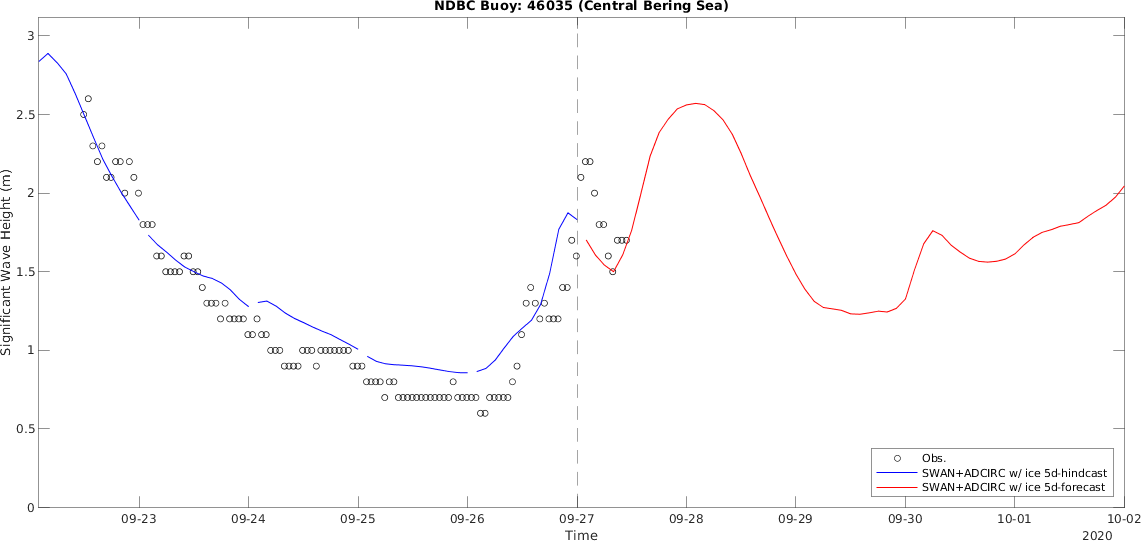 NDBC Buoy: 46035 (Central Bering Sea)
Significant Wave Height (m)
3
2.5
2
1.5
1
0.5
0
Obs.
SWAN+ADCIRC w/ ice 5d-hindcast
SWAN+ADCIRC w/ ice 5d-forecast
09-23 09-24 09-25 09-26 09-27 09-28 09-29 09-30 10-01 10-02
Time
2020